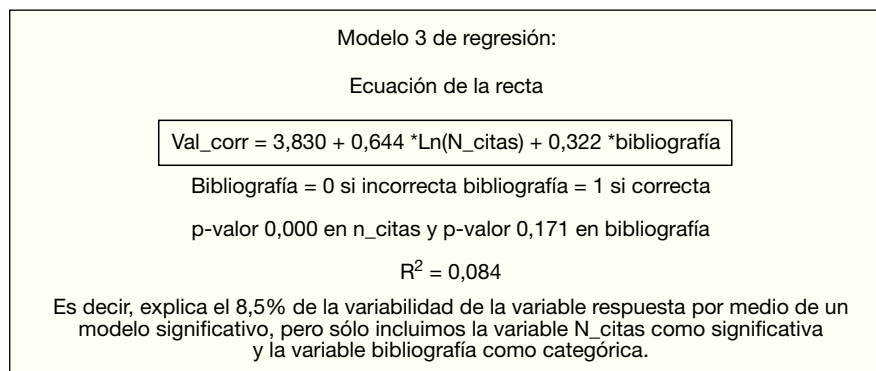 Modelo 3 de regresión:
Ecuación de la recta
Val_corr = 3,830 + 0,644 *Ln(N_citas) + 0,322 *bibliografía
Bibliografía = 0 si incorrecta bibliografía = 1 si correcta
p-valor 0,000 en n_citas y p-valor 0,171 en bibliografía
R² = 0,084
Es decir, explica el 8,5% de la variabilidad de la variable respuesta por medio de un
modelo significativo, pero sólo incluimos la variable N_citas como significativa
y la variable bibliografía como categórica.